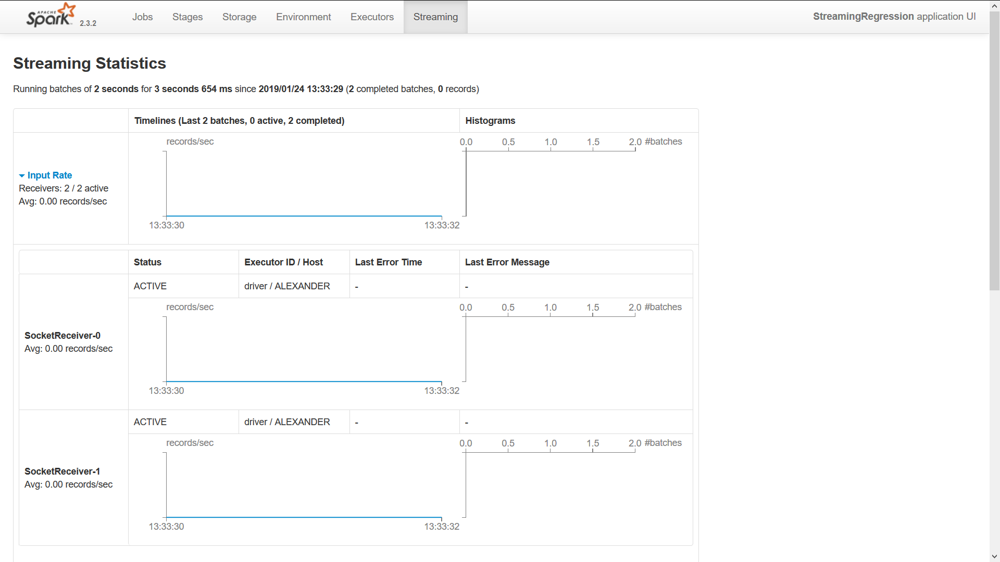 APACHE
Spark 2.3.2 Jobs Stages Storage Environment Executors Streaming StreamingRegression application UI
Streaming Statistics
Running batches of 2 seconds for 3 seconds 654 ms since 2019/01/24 13:33:29 (2 completed batches, 0 records)
Timelines (Last 2 batches, 0 active, 2 completed) Histograms
records/sec 0.0 0.5 1.0 1.5 2.0 #batches
Input Rate
Receivers: 2 / 2 active
Avg: 0.00 records/sec
13:33:30 13:33:32
Status Executor ID / Host Last Error Time Last Error Message
ACTIVE driver / ALEXANDER - -
records/sec 0.0 0.5 1.0 1.5 2.0 #batches
SocketReceiver-0
Avg: 0.00 records/sec
13:33:30 13:33:32
ACTIVE driver / ALEXANDER - -
records/sec 0.0 0.5 1.0 1.5 2.0 #batches
SocketReceiver-1
Avg: 0.00 records/sec
13:33:30 13:33:32